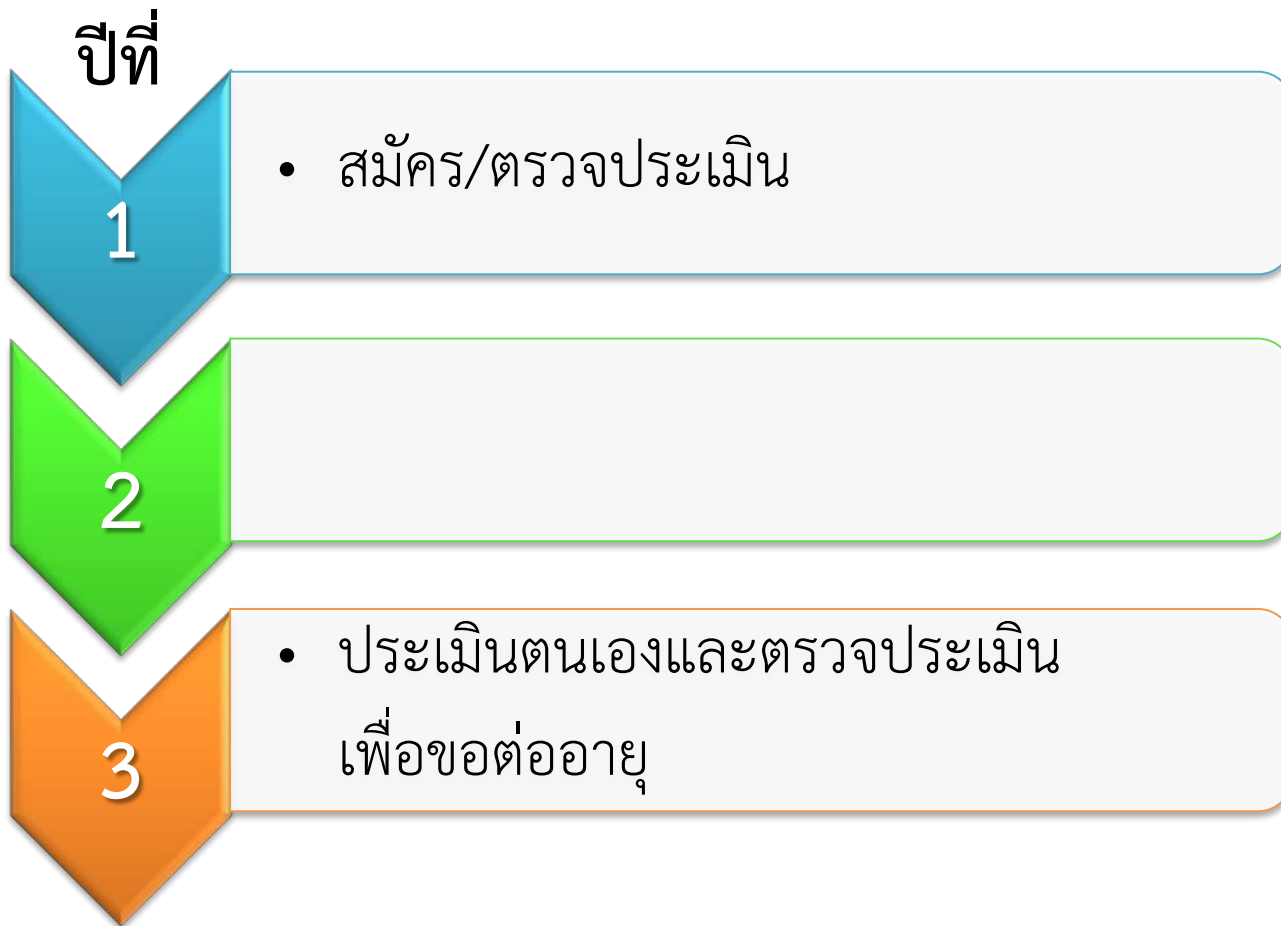 ปีที่
1
• สมัคร/ตรวจประเมิน
2
3
• ประเมินตนเองและตรวจประเมิน
เพื่อขอต่ออายุ